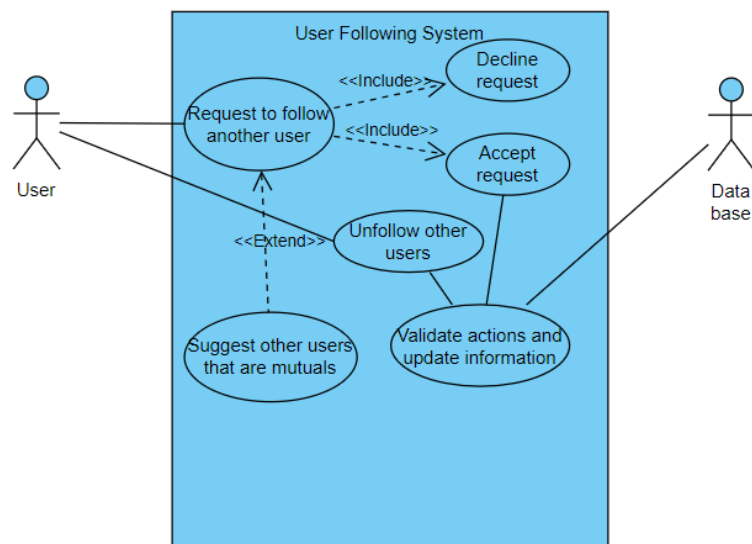 User Following System
Decline
request
<<Include>>
Request to follow
another user
<<Include>>
Accept
request
User
Data
base
Unfollow other
users
<<Extend>>
Suggest other users
that are mutuals
Validate actions and
update information